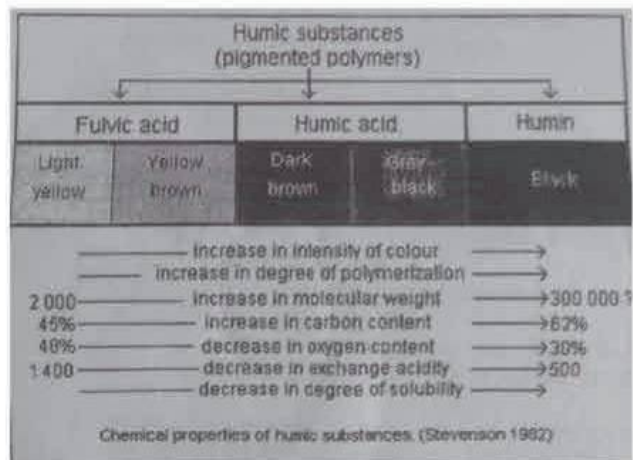 Humic substances
(pigmented polymers)
Fulvic acid Humic acid Humin
Light yellow Yellow brown Dark brown Gray-black Black
increase in intensity of colour
increase in degree of polymerization
2 000 increase in molecular weight 300 000 ?
45% increase in carbon content 62%
48% decrease in oxygen content 30%
1400 decrease in exchange acidity 500
decrease in degree of solubility
Chemical properties of humic substances. (Stevenson 1982)